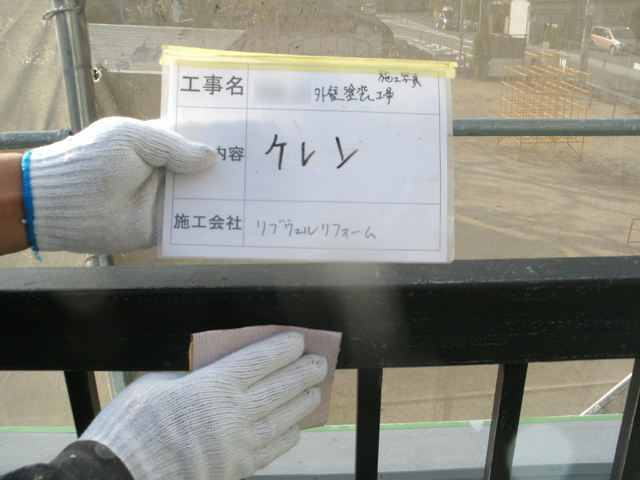 施工写真
工事名 外壁塗装工事
内容 ケレン
施工会社 リブウェルリフォーム